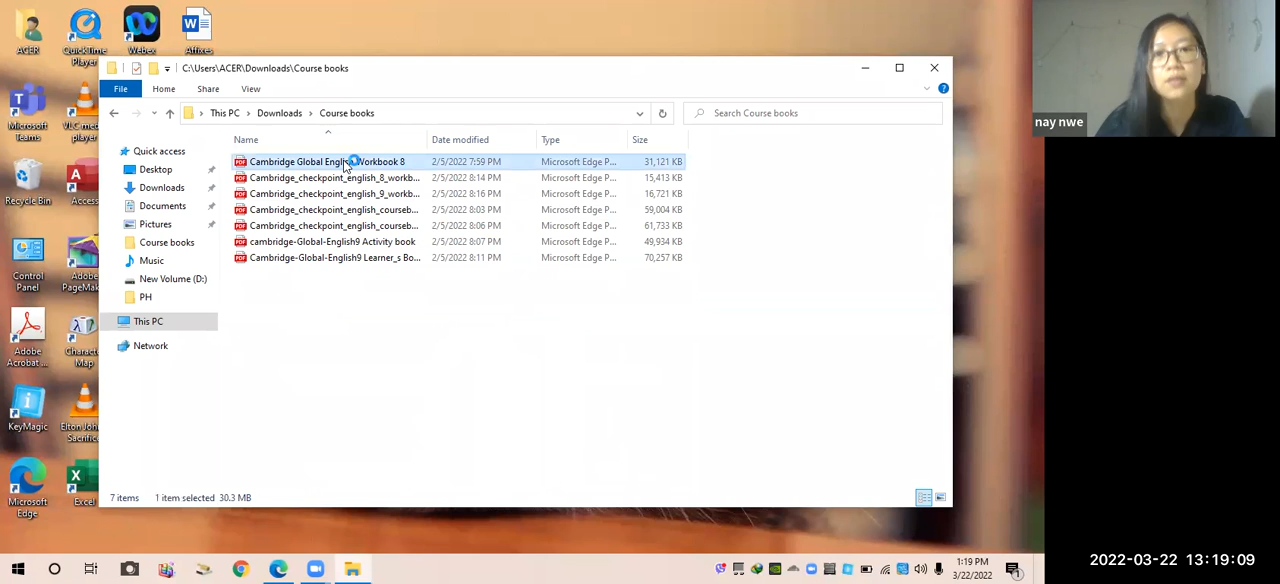 ACER
QuickTime Player
Webex
Affixes
C:\Users\ACER\Downloads\Course books
File Home Share View
This PC Downloads Course books
Search Course books
Name Date modified Type Size
Quick access
Desktop
Downloads
Documents
Pictures
Course books
Music
New Volume (D:)
PH
This PC
Network
Cambridge Global English Workbook 8 2/5/2022 7:59 PM Microsoft Edge P... 31,121 KB
Cambridge_checkpoint_english_8_workb... 2/5/2022 8:14 PM Microsoft Edge P... 15,413 KB
Cambridge_checkpoint_english_9_workb... 2/5/2022 8:16 PM Microsoft Edge P... 16,721 KB
Cambridge_checkpoint_english_courseb... 2/5/2022 8:03 PM Microsoft Edge P... 59,004 KB
Cambridge_checkpoint_english_courseb... 2/5/2022 8:06 PM Microsoft Edge P... 61,733 KB
cambridge-Global-English9 Activity book 2/5/2022 8:07 PM Microsoft Edge P... 49,934 KB
Cambridge-Global-English9 Learner_s Bo... 2/5/2022 8:11 PM Microsoft Edge P... 70,257 KB
7 items 1 item selected 30.3 MB
Microsoft Teams
VLC med player
Recycle Bin
Access
Control Panel
Adobe PageMak
Adobe Acrobat ...
Charact Map
KeyMagic
Elton John Sacrific
Microsoft Edge
Excel
1:19 PM
3/22/2022
nay nwe
2022-03-22 13:19:09